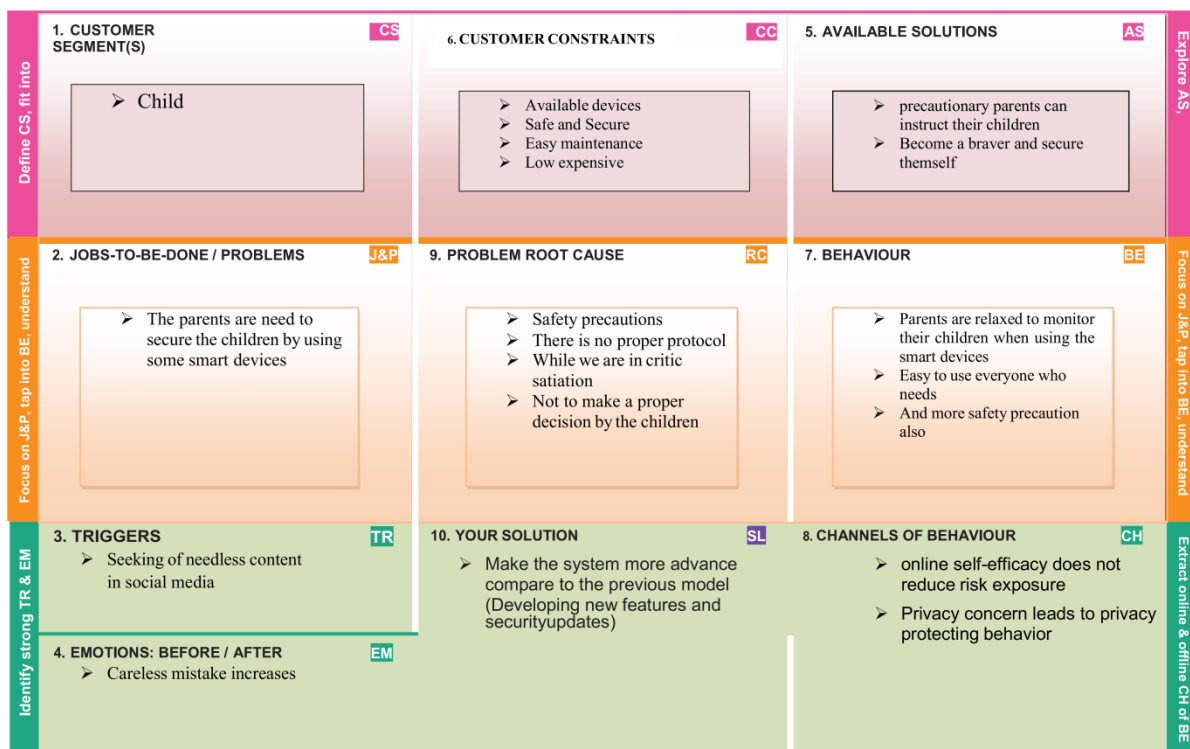 Define CS, fit into
1. CUSTOMER
SEGMENT(S)
CS
➢ Child
6. CUSTOMER CONSTRAINTS
CC
➢ Available devices
➢ Safe and Secure
➢ Easy maintenance
➢ Low expensive
5. AVAILABLE SOLUTIONS
AS
➢ precautionary parents can
instruct their children
➢ Become a braver and secure
themself
Explore AS,
Focus on J&P, tap into BE, understand
2. JOBS-TO-BE-DONE / PROBLEMS
J&P
➢ The parents are need to
secure the children by using
some smart devices
9. PROBLEM ROOT CAUSE
RC
➢ Safety precautions
➢ There is no proper protocol
➢ While we are in critic
satiation
➢ Not to make a proper
decision by the children
7. BEHAVIOUR
BE
➢ Parents are relaxed to monitor
their children when using the
smart devices
➢ Easy to use everyone who
needs
➢ And more safety precaution
also
Focus on J&P, tap into BE, understand
Identify strong TR & EM
3. TRIGGERS
TR
➢ Seeking of needless content
in social media
4. EMOTIONS: BEFORE / AFTER
EM
➢ Careless mistake increases
10. YOUR SOLUTION
SL
➢ Make the system more advance
compare to the previous model
(Developing new features and
securityupdates)
8. CHANNELS OF BEHAVIOUR
CH
➢ online self-efficacy does not
reduce risk exposure
➢ Privacy concern leads to privacy
protecting behavior
Extract online & offline CH of BE